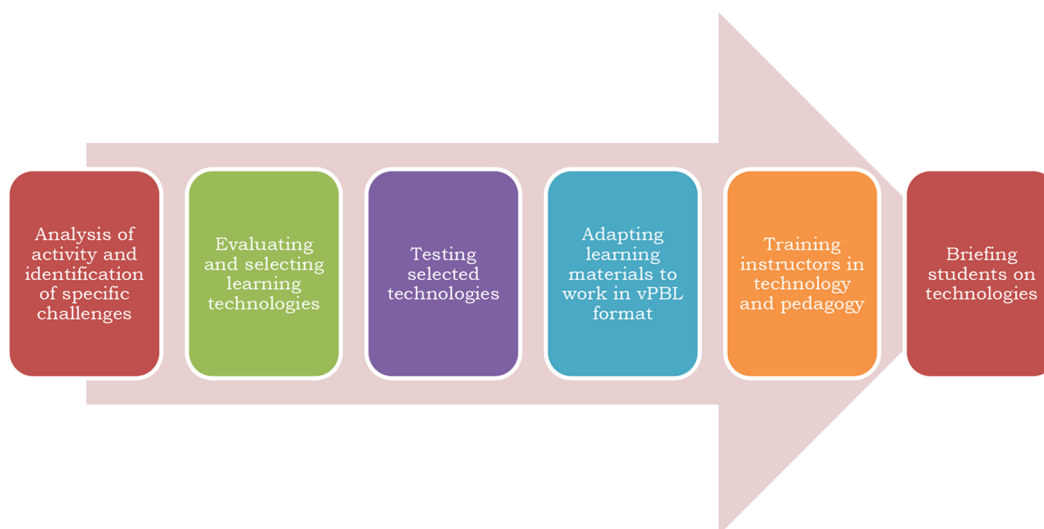 Analysis of
activity and
identification
of specific
challenges
Evaluating
and selecting
learning
technologies
Testing
selected
technologies
Adapting
learning
materials to
work in vPBL
format
Training
instructors in
technology
and pedagogy
Briefing
students on
technologies